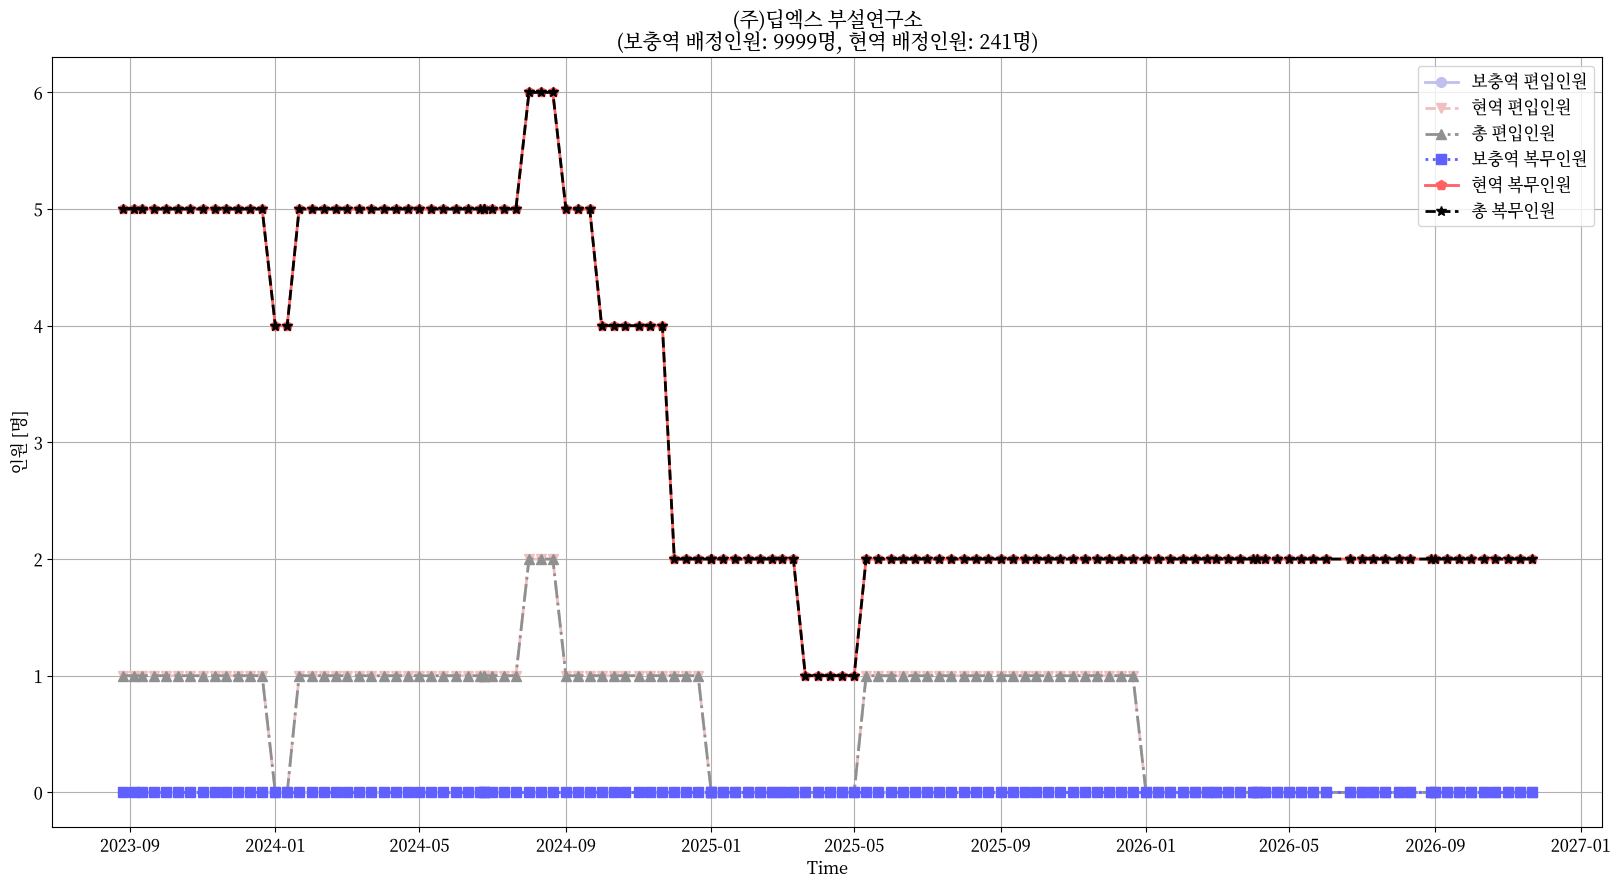 (주)딥엑스 부설연구소
(보충역 배정인원: 9999명, 현역 배정인원: 241명)
보충역 편입인원
현역 편입인원
총 편입인원
보충역 복무인원
현역 복무인원
총 복무인원
인원 [명]
6
5
4
3
2
1
0
2023-09 2024-01 2024-05 2024-09 2025-01 2025-05 2025-09 2026-01 2026-05 2026-09 2027-01
Time